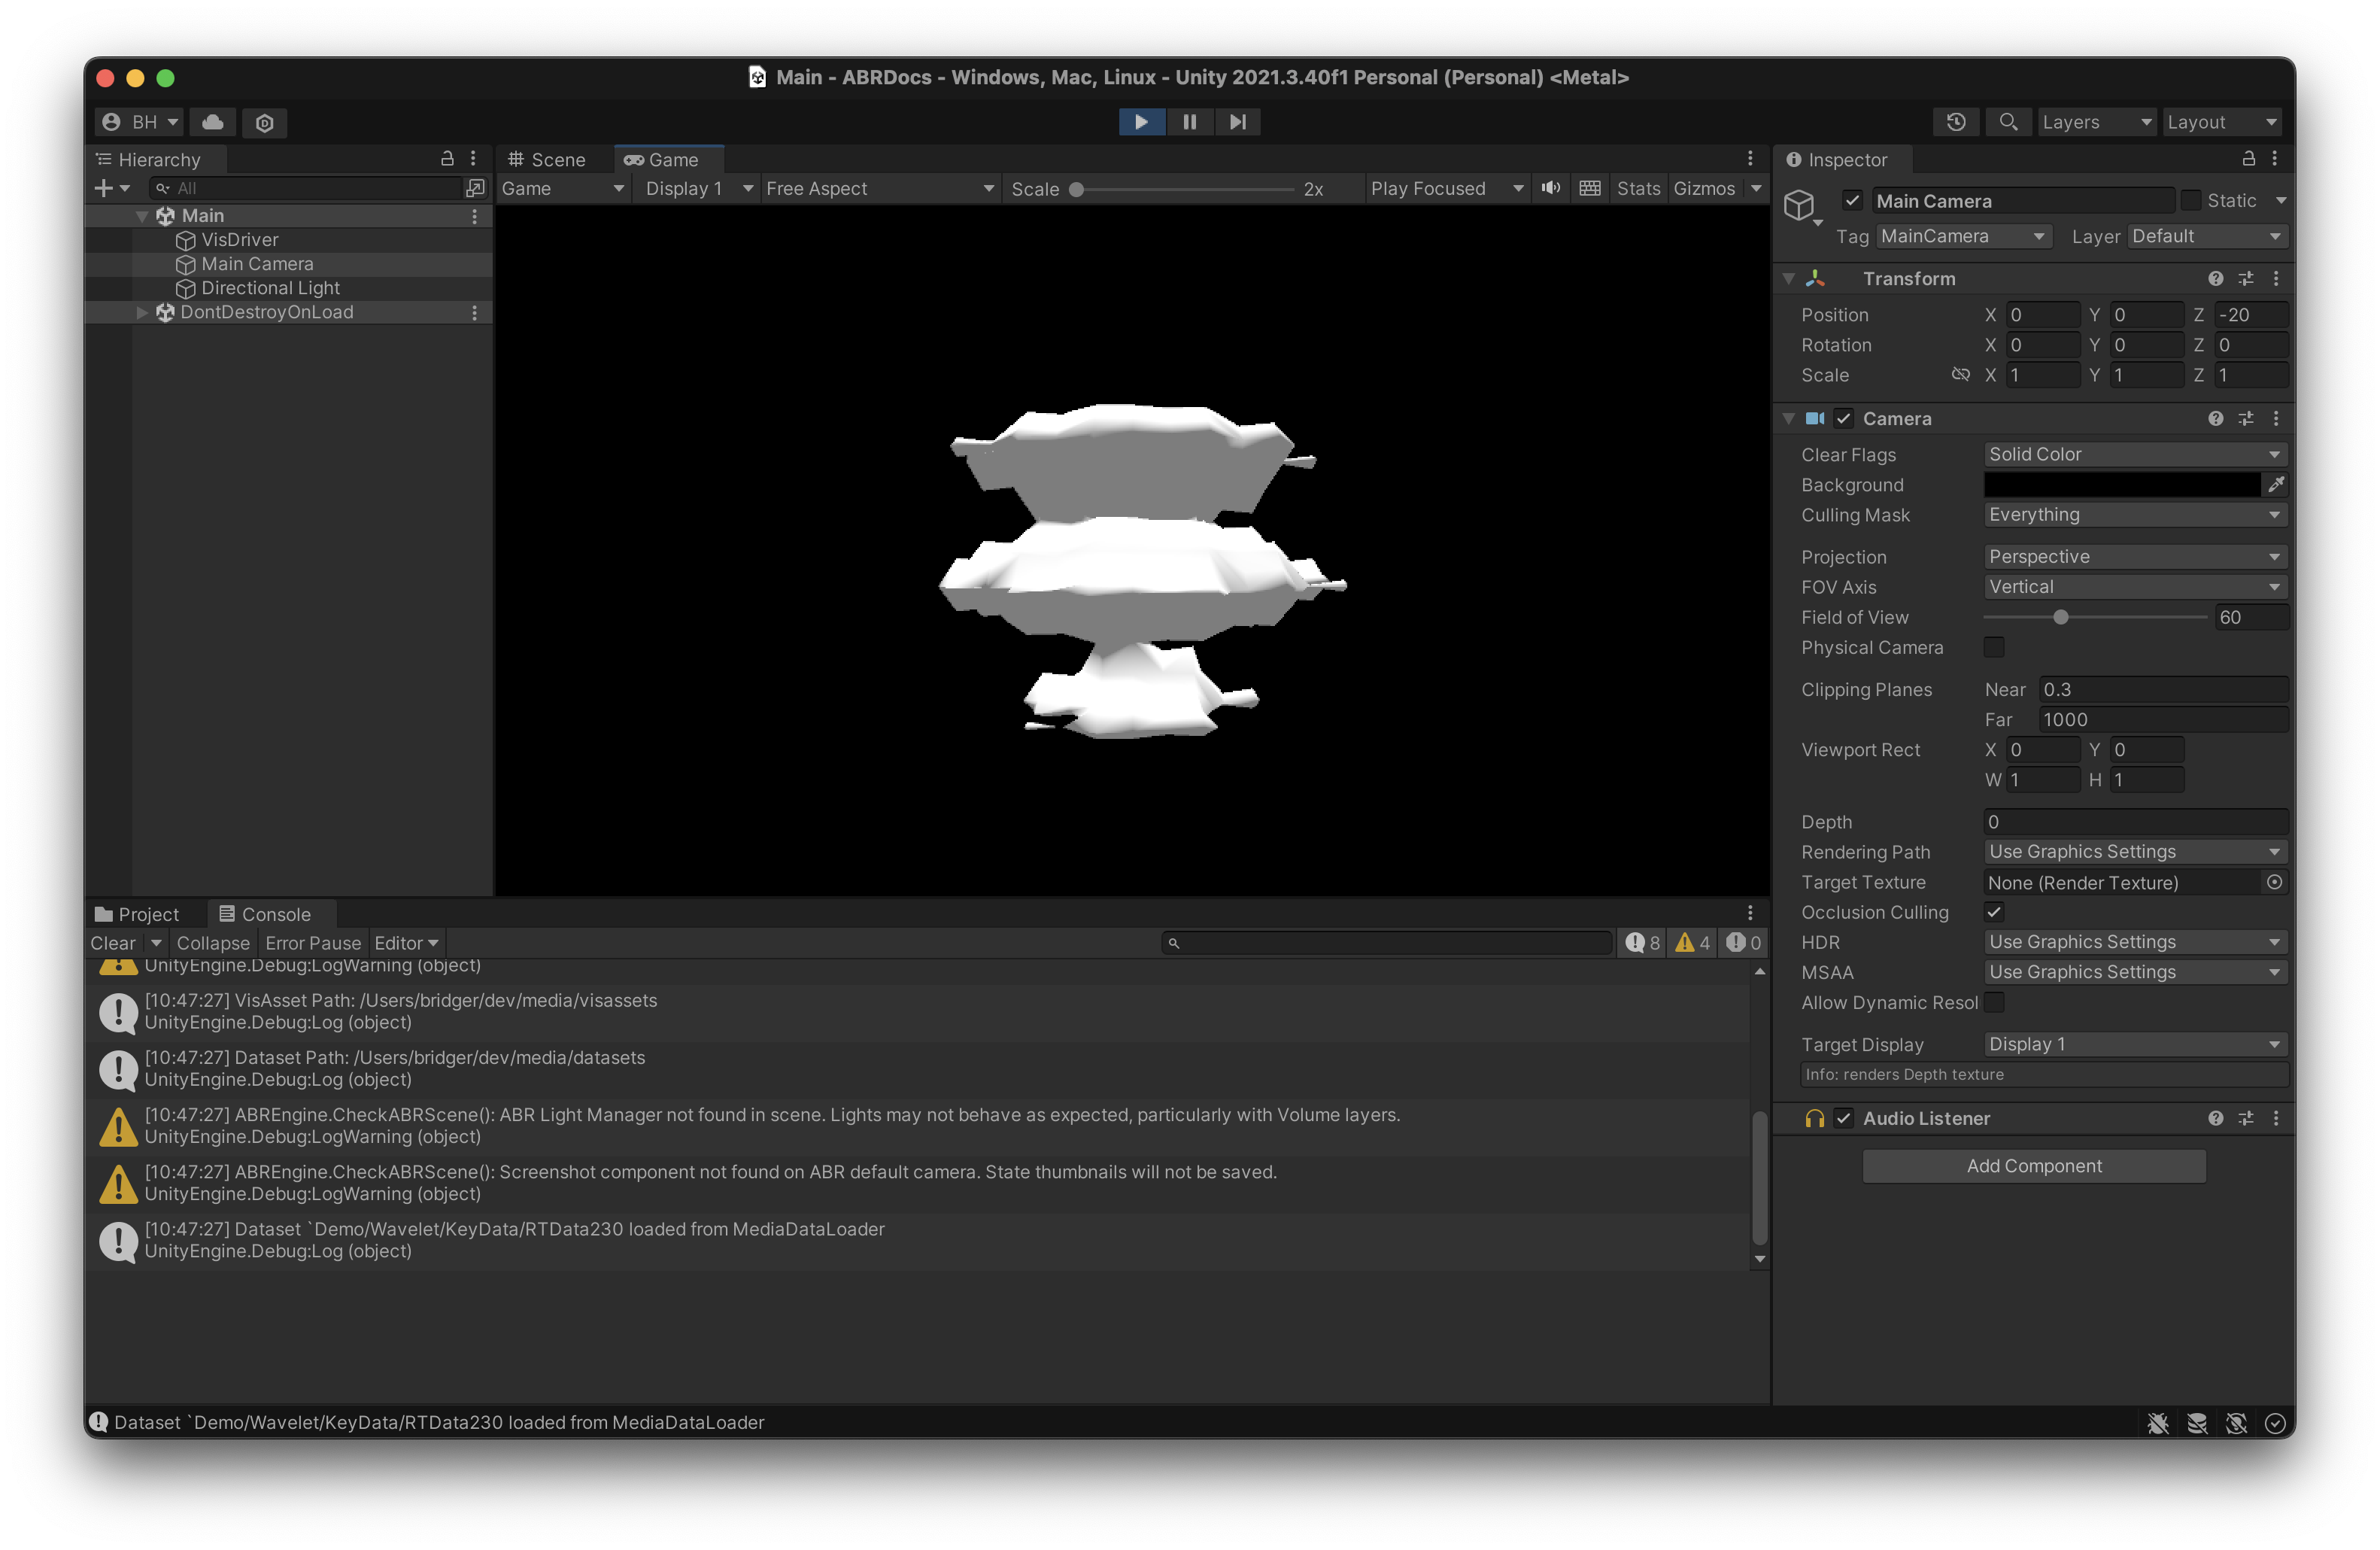 Main - ABRDocs - Windows, Mac, Linux - Unity 2021.3.40f1 Personal (Personal) <Metal>
BH
Layers
Layout
Hierarchy
All
Main
VisDriver
Main Camera
Directional Light
DontDestroyOnLoad
Scene
Game
Game
Display 1
Free Aspect
Scale
2x
Play Focused
Stats
Gizmos
Project
Console
Clear
Collapse
Error Pause
Editor
8
4
0
UnityEngine.Debug:LogWarning (object)
[10:47:27] VisAsset Path: /Users/bridger/dev/media/visassets
UnityEngine.Debug:Log (object)
[10:47:27] Dataset Path: /Users/bridger/dev/media/datasets
UnityEngine.Debug:Log (object)
[10:47:27] ABREngine.CheckABRScene(): ABR Light Manager not found in scene. Lights may not behave as expected, particularly with Volume layers.
UnityEngine.Debug:LogWarning (object)
[10:47:27] ABREngine.CheckABRScene(): Screenshot component not found on ABR default camera. State thumbnails will not be saved.
UnityEngine.Debug:LogWarning (object)
[10:47:27] Dataset `Demo/Wavelet/KeyData/RTData230 loaded from MediaDataLoader
UnityEngine.Debug:Log (object)
Dataset `Demo/Wavelet/KeyData/RTData230 loaded from MediaDataLoader
Inspector
Main Camera
Static
Tag MainCamera Layer Default
Transform
Position X 0 Y 0 Z -20
Rotation X 0 Y 0 Z 0
Scale X 1 Y 1 Z 1
Camera
Clear Flags Solid Color
Background
Culling Mask Everything
Projection Perspective
FOV Axis Vertical
Field of View 60
Physical Camera
Clipping Planes Near 0.3
Far 1000
Viewport Rect X 0 Y 0
W 1 H 1
Depth 0
Rendering Path Use Graphics Settings
Target Texture None (Render Texture)
Occlusion Culling
HDR Use Graphics Settings
MSAA Use Graphics Settings
Allow Dynamic Resol
Target Display Display 1
Info: renders Depth texture
Audio Listener
Add Component